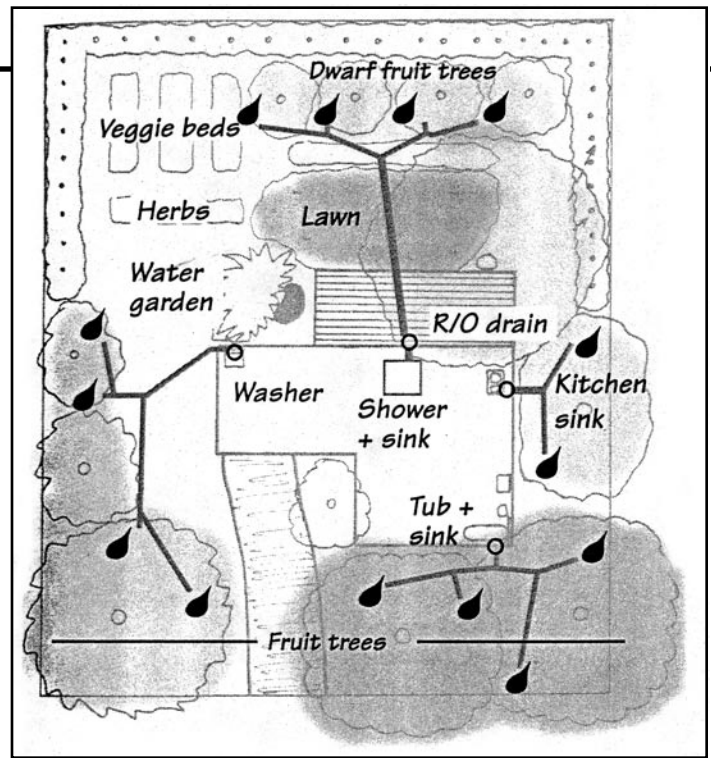 Dwarf fruit trees
Veggie beds
Herbs
Lawn
Water
garden
R/O drain
Washer
Shower
+ sink
Kitchen
sink
Tub +
sink
Fruit trees